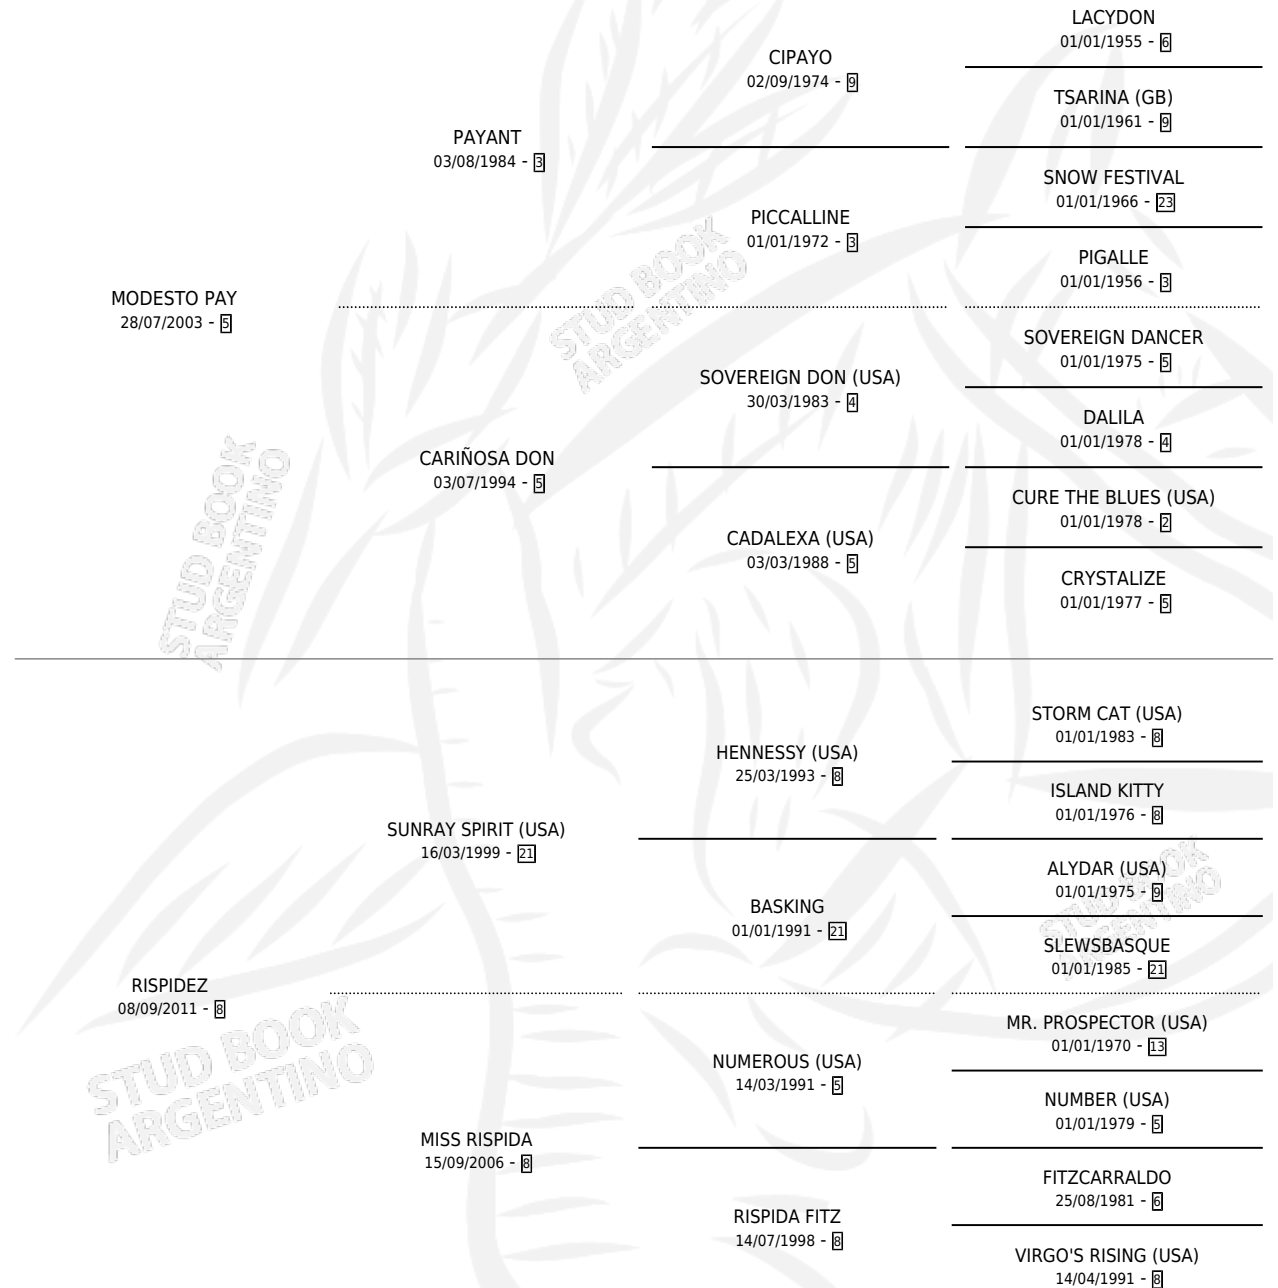 LACYDON
01/01/1955 - 6
CIPAYO
02/09/1974 - 9
TSARINA (GB)
01/01/1961 - 9
PAYANT
03/08/1984 - 3
SNOW FESTIVAL
01/01/1966 - 23
PICCALLINE
01/01/1972 - 3
PIGALLE
01/01/1956 - 3
MODESTO PAY
28/07/2003 - 5
STUD BOOK
ARGENTINO
SOVEREIGN DANCER
01/01/1975 - 5
SOVEREIGN DON (USA)
30/03/1983 - 4
DALILA
01/01/1978 - 4
CARIÑOSA DON
03/07/1994 - 5
CURE THE BLUES (USA)
01/01/1978 - 2
CADALEXA (USA)
03/03/1988 - 5
CRYSTALIZE
01/01/1977 - 5
STUD BOOK
ARGENTINO
STORM CAT (USA)
01/01/1983 - 8
HENNESSY (USA)
25/03/1993 - 8
ISLAND KITTY
01/01/1976 - 8
SUNRAY SPIRIT (USA)
16/03/1999 - 21
ALYDAR (USA)
01/01/1975 - 9
BASKING
01/01/1991 - 21
STUD BOOK
ARGENTINO
SLEWSBASQUE
01/01/1985 - 21
RISPIDEZ
08/09/2011 - 8
MR. PROSPECTOR (USA)
01/01/1970 - 13
STUD BOOK
ARGENTINO
NUMEROUS (USA)
14/03/1991 - 5
NUMBER (USA)
01/01/1979 - 5
MISS RISPIDA
15/09/2006 - 8
FITZCARRALDO
25/08/1981 - 6
RISPIDA FITZ
14/07/1998 - 8
VIRGO'S RISING (USA)
14/04/1991 - 8